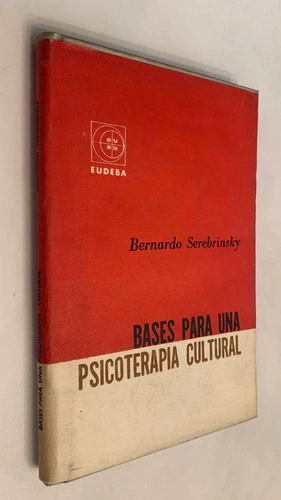 EUDEBA
Bernardo Serebrinsky
BASES PARA UNA
PSICOTERAPIA CULTURAL
BASES PARA UNA PSICOTERAPIA CULTURAL